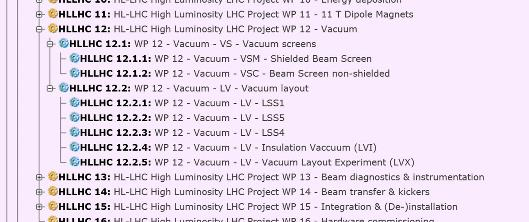 HLLHC 10: HL-LHC High Luminosity LHC Project WP 10 - Energy deposition
HLLHC 11: HL-LHC High Luminosity LHC Project WP 11 - 11 T Dipole Magnets
HLLHC 12: HL-LHC High Luminosity LHC Project WP 12 - Vacuum
HLLHC 12.1: WP 12 - Vacuum - VS - Vacuum screens
HLLHC 12.1.1: WP 12 - Vacuum - VSM - Shielded Beam Screen
HLLHC 12.1.2: WP 12 - Vacuum - VSC - Beam Screen non-shielded
HLLHC 12.2: WP 12 - Vacuum - LV - Vacuum layout
HLLHC 12.2.1: WP 12 - Vacuum - LV - LSS1
HLLHC 12.2.2: WP 12 - Vacuum - LV - LSS5
HLLHC 12.2.3: WP 12 - Vacuum - LV - LSS4
HLLHC 12.2.4: WP 12 - Vacuum - LV - Insulation Vaccuum (LVI)
HLLHC 12.2.5: WP 12 - Vacuum - LV - Vacuum Layout Experiment (LVX)
HLLHC 13: HL-LHC High Luminosity LHC Project WP 13 - Beam diagnostics & instrumentation
HLLHC 14: HL-LHC High Luminosity LHC Project WP 14 - Beam transfer & kickers
HLLHC 15: HL-LHC High Luminosity LHC Project WP 15 - Integration & (De-)installation
HLLHC 16: HL-LHC High Luminosity LHC Project WP 16 - Hardware commissioning